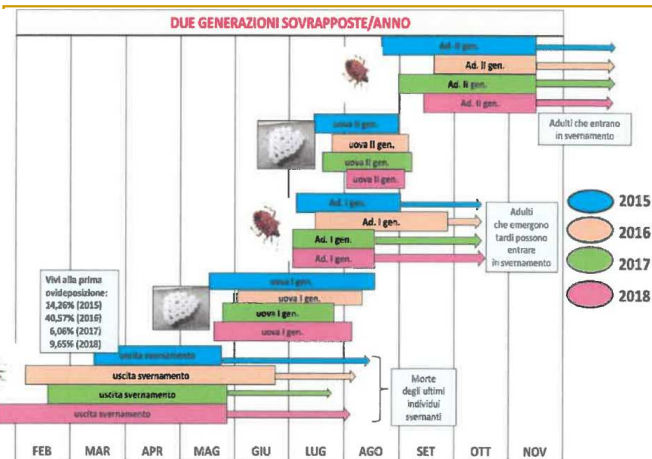 DUE GENERAZIONI SOVRAPPOSTE/ANNO
Ad. II gen.
Ad. II gen.
Ad. II gen.
Ad. II gen.
Adulti che entrano
in svernamento
uova II gen.
uova II gen.
uova II gen.
uova II gen.
Ad. I gen.
Ad. I gen.
Ad. I gen.
Ad. I gen.
Adulti
che emergono
tardi possono
entrare
in svernamento
2015
2016
2017
2018
Vivi alla prima
ovideposizione:
14,26% (2015)
40,57% (2016)
6,06% (2017)
9,65% (2018)
uova I gen.
uova I gen.
uova I gen.
uova I gen.
uscita svernamento
uscita svernamento
uscita svernamento
uscita svernamento
Morte
degli ultimi
individui
svernanti
FEB MAR APR MAG GIU LUG AGO SET OTT NOV